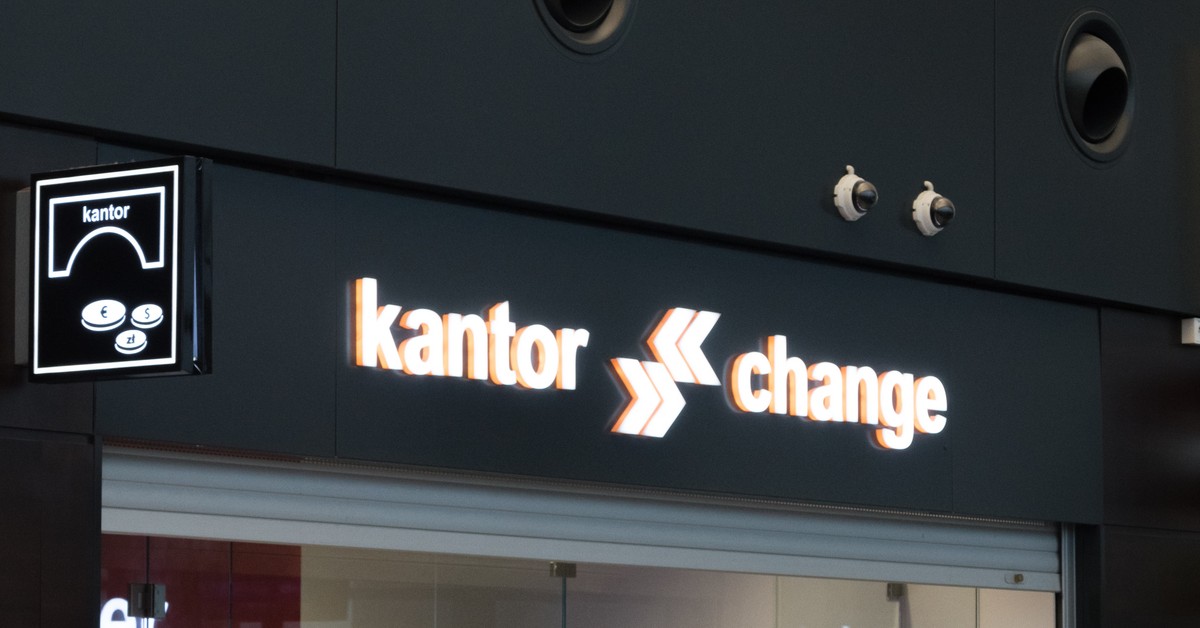 kantor
€ $
zł
kantor change